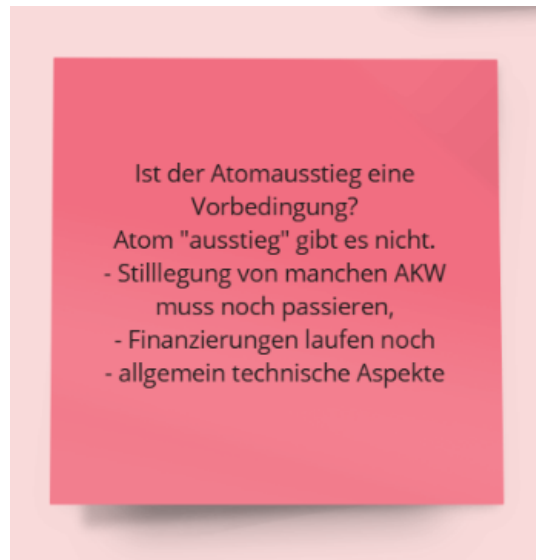 Ist der Atomausstieg eine
Vorbedingung?
Atom "ausstieg" gibt es nicht.
- Stilllegung von manchen AKW
muss noch passieren,
- Finanzierungen laufen noch
- allgemein technische Aspekte